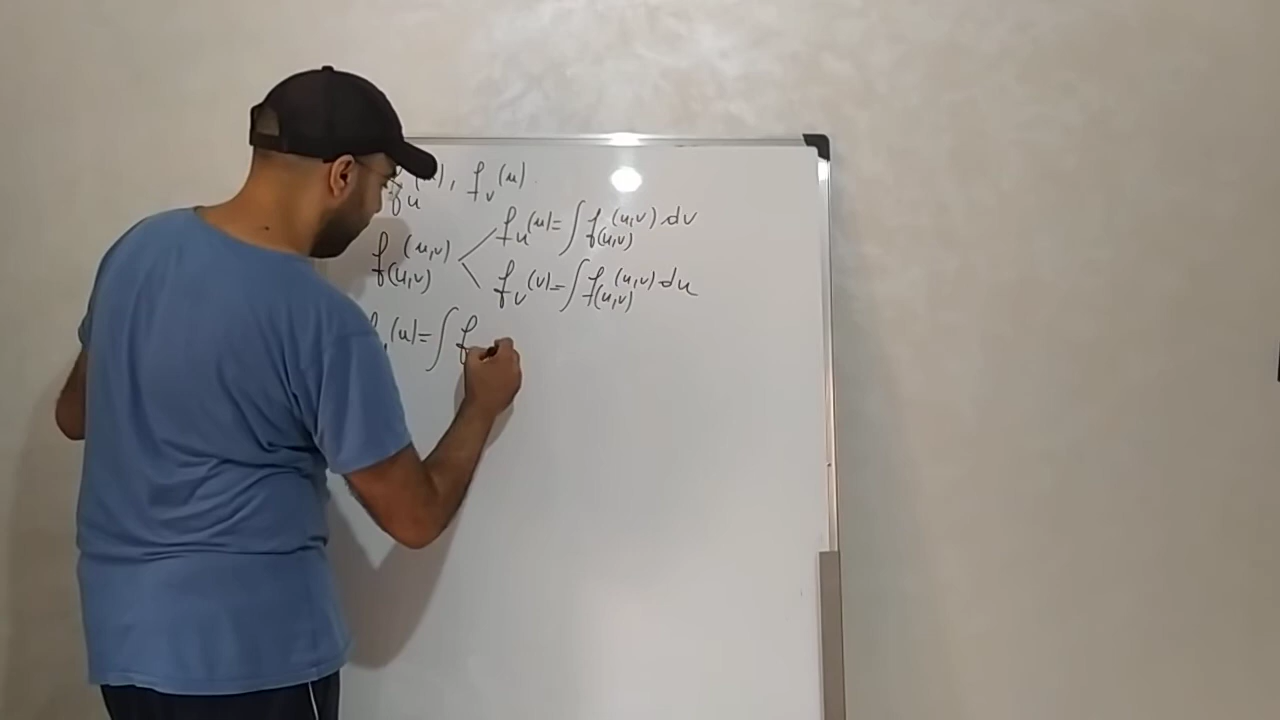 f_u(u), f_v(u)
f_u(u) = ∫ f_(u,v)(u,v) dv
f_(u,v)(u,v) <
f_v(v) = ∫ f_(u,v)(u,v) du
(u) = ∫ f